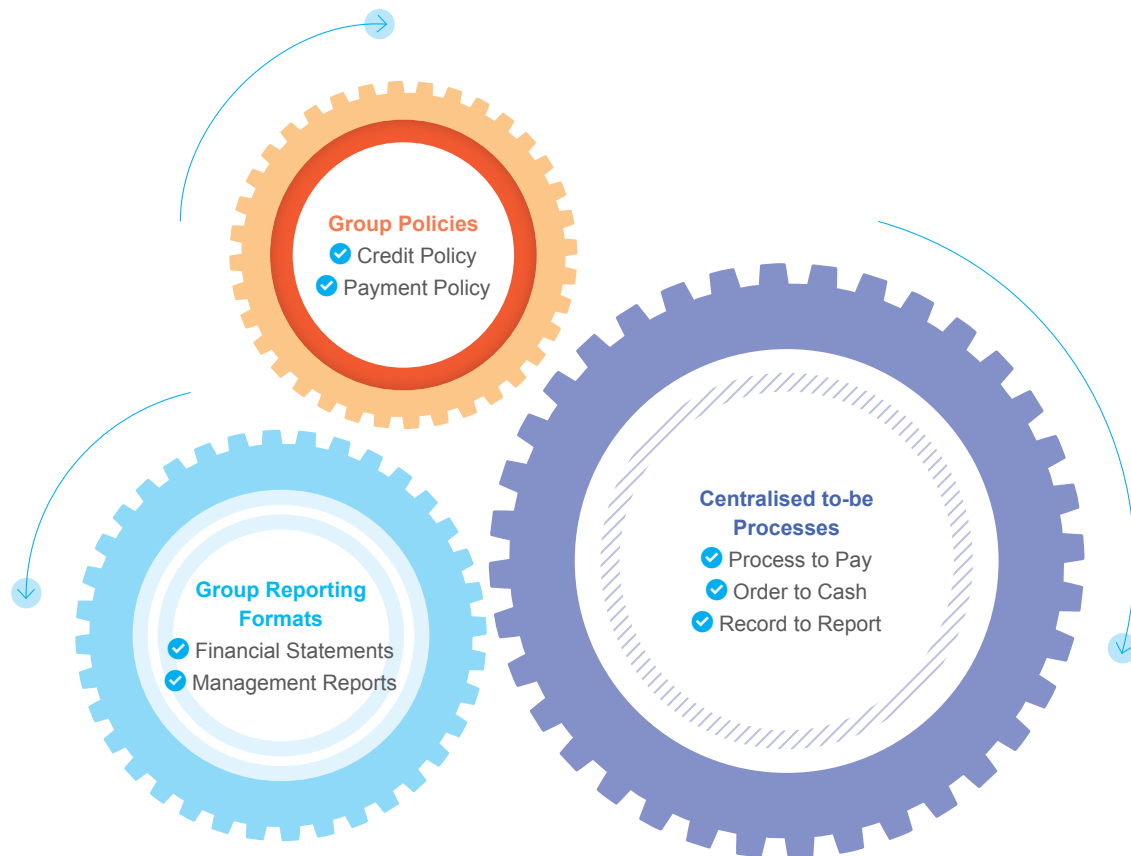 Group Policies
Credit Policy
Payment Policy
Group Reporting
Formats
Financial Statements
Management Reports
Centralised to-be
Processes
Process to Pay
Order to Cash
Record to Report